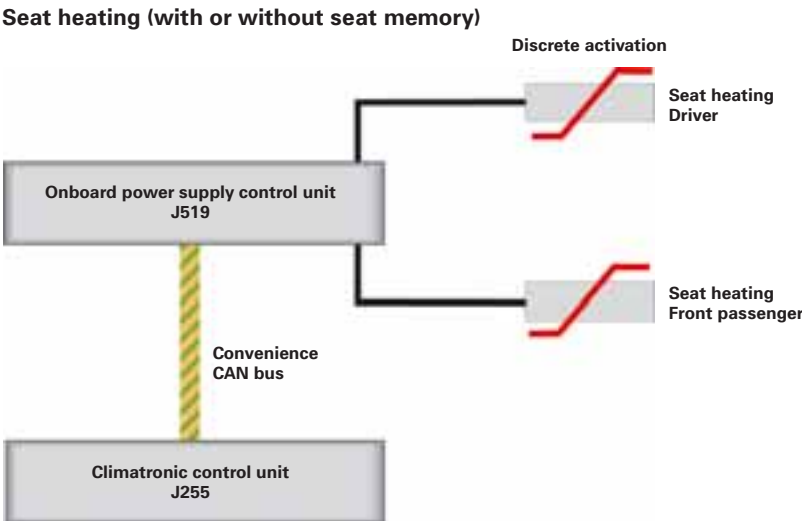 Seat heating (with or without seat memory)
Discrete activation
Seat heating
Driver
Onboard power supply control unit
J519
Seat heating
Front passenger
Convenience
CAN bus
Climatronic control unit
J255